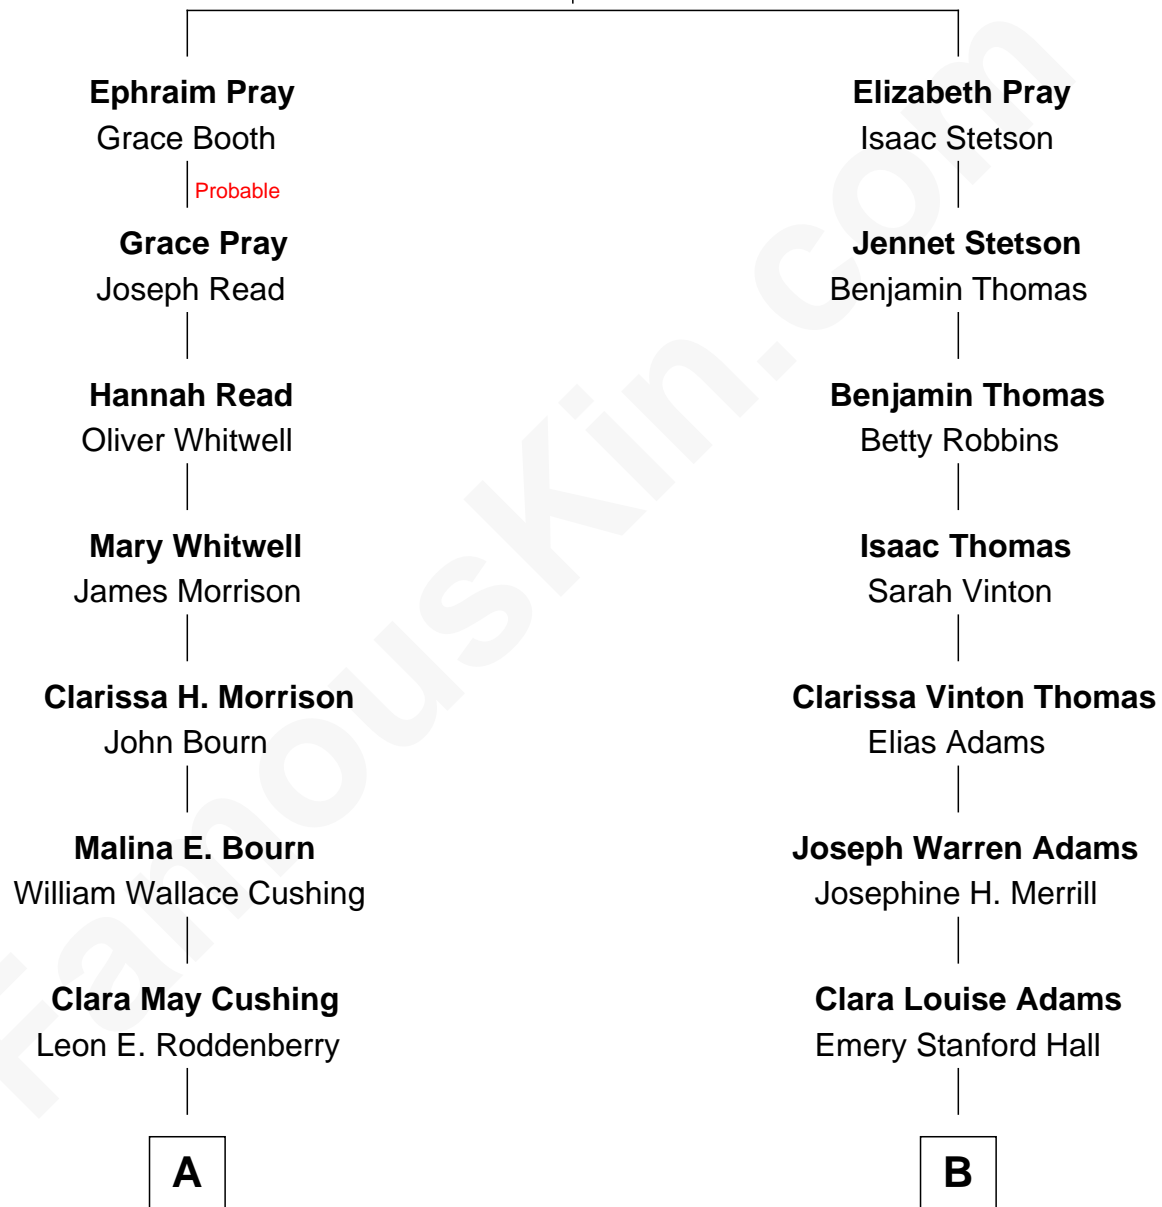 Ephraim Pray
Grace Booth
Probable
Grace Pray
Joseph Read
Hannah Read
Oliver Whitwell
Mary Whitwell
James Morrison
Clarissa H. Morrison
John Bourn
Malina E. Bourn
William Wallace Cushing
Clara May Cushing
Leon E. Roddenberry
A
Elizabeth Pray
Isaac Stetson
Jennet Stetson
Benjamin Thomas
Benjamin Thomas
Betty Robbins
Isaac Thomas
Sarah Vinton
Clarissa Vinton Thomas
Elias Adams
Joseph Warren Adams
Josephine H. Merrill
Clara Louise Adams
Emery Stanford Hall
B
FamousKin.com